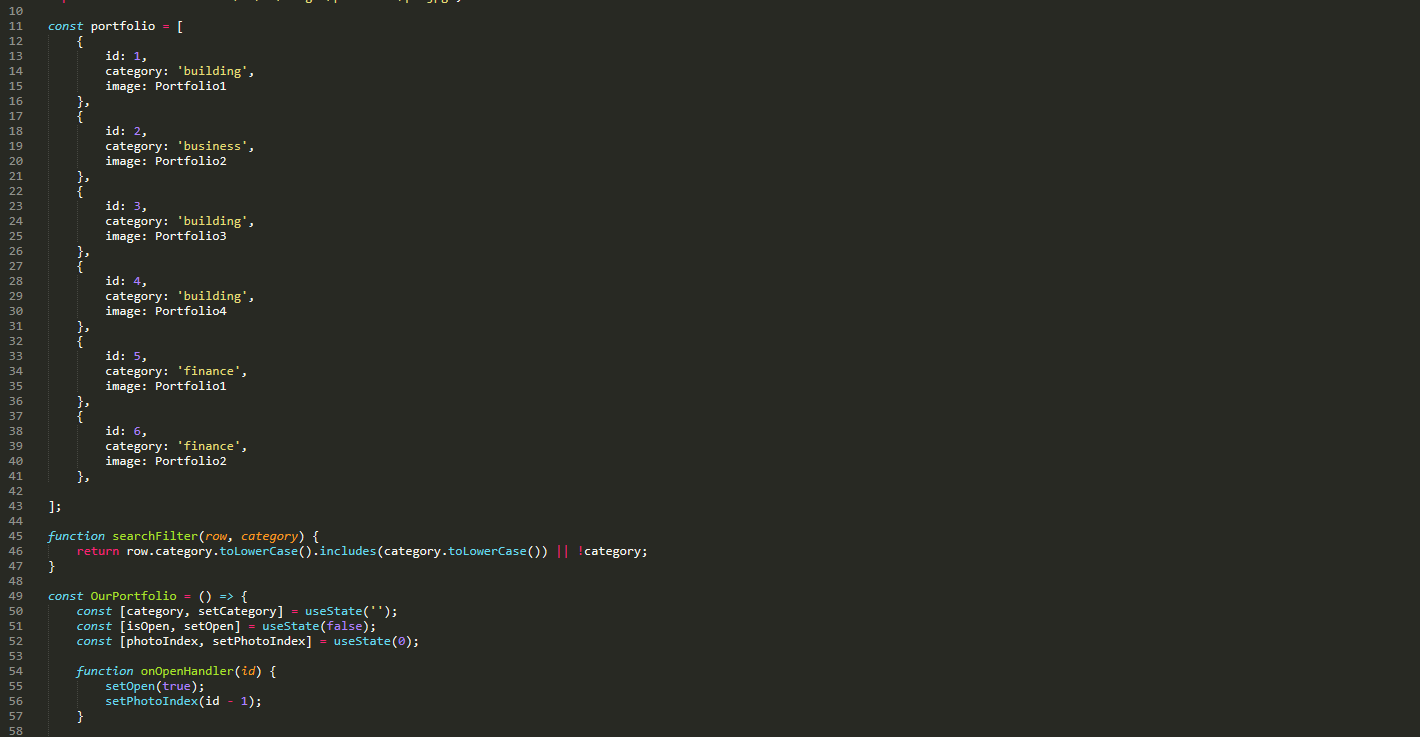 10
11 const portfolio = [
12 {
13 id: 1,
14 category: 'building',
15 image: Portfolio1
16 },
17 {
18 id: 2,
19 category: 'business',
20 image: Portfolio2
21 },
22 {
23 id: 3,
24 category: 'building',
25 image: Portfolio3
26 },
27 {
28 id: 4,
29 category: 'building',
30 image: Portfolio4
31 },
32 {
33 id: 5,
34 category: 'finance',
35 image: Portfolio1
36 },
37 {
38 id: 6,
39 category: 'finance',
40 image: Portfolio2
41 },
42
43 ];
44
45 function searchFilter(row, category) {
46 return row.category.toLowerCase().includes(category.toLowerCase()) || !category;
47 }
48
49 const OurPortfolio = () => {
50 const [category, setCategory] = useState('');
51 const [isOpen, setOpen] = useState(false);
52 const [photoIndex, setPhotoIndex] = useState(0);
53
54 function onOpenHandler(id) {
55 setOpen(true);
56 setPhotoIndex(id - 1);
57 }
58